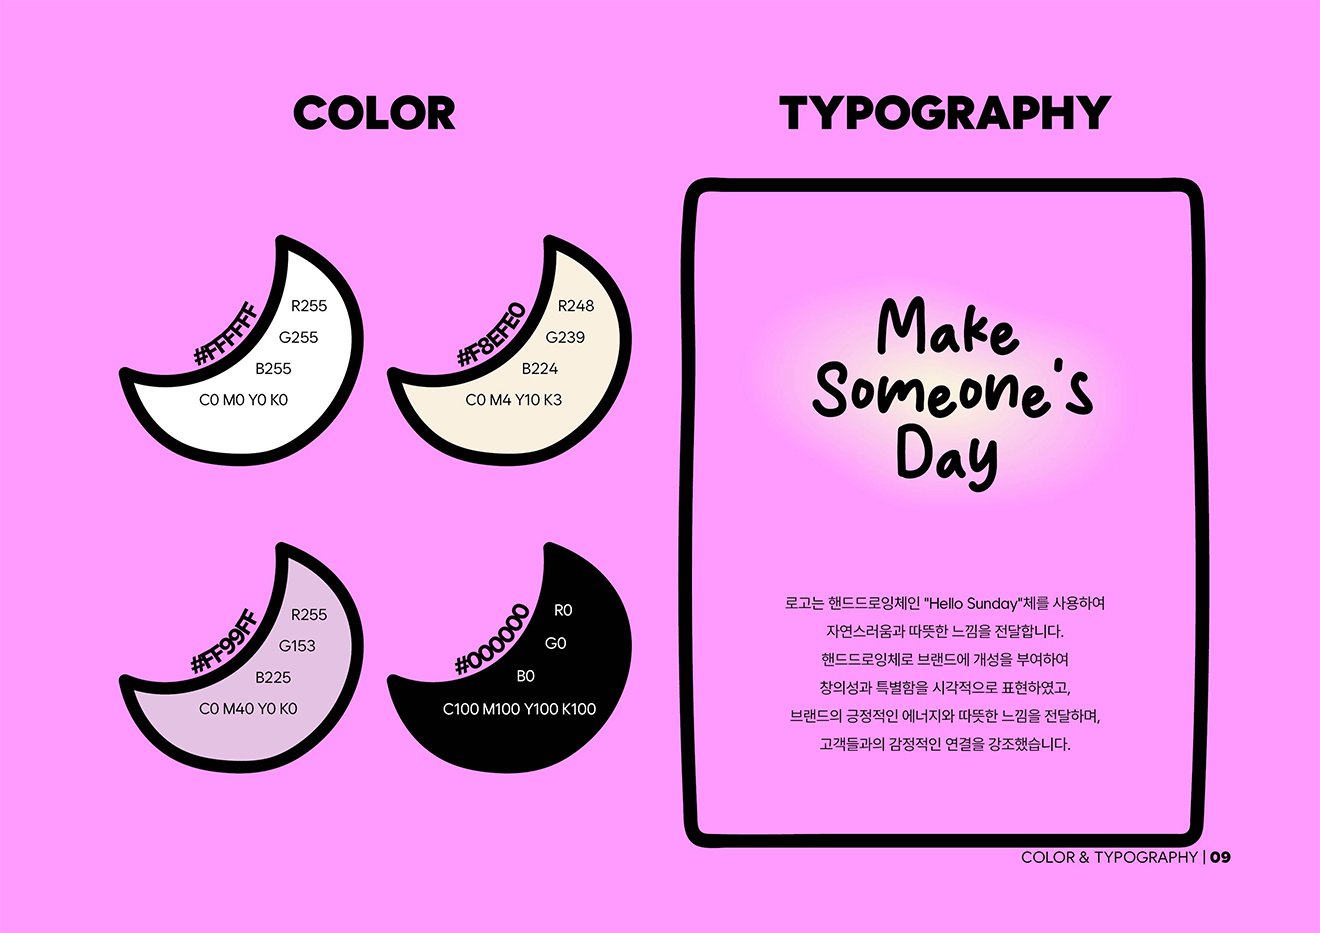 COLOR
#FFFFFF
R255
G255
B255
C0 M0 Y0 K0
#F8EFE0
R248
G239
B224
C0 M4 Y10 K3
#FF99FF
R255
G153
B225
C0 M40 Y0 K0
#000000
R0
G0
B0
C100 M100 Y100 K100
TYPOGRAPHY
Make
Someone's
Day
로고는 핸드드로잉체인 "Hello Sunday"체를 사용하여
자연스러움과 따뜻한 느낌을 전달합니다.
핸드드로잉체로 브랜드에 개성을 부여하여
창의성과 특별함을 시각적으로 표현하였고,
브랜드의 긍정적인 에너지와 따뜻한 느낌을 전달하며,
고객들과의 감정적인 연결을 강조했습니다.
COLOR & TYPOGRAPHY | 09